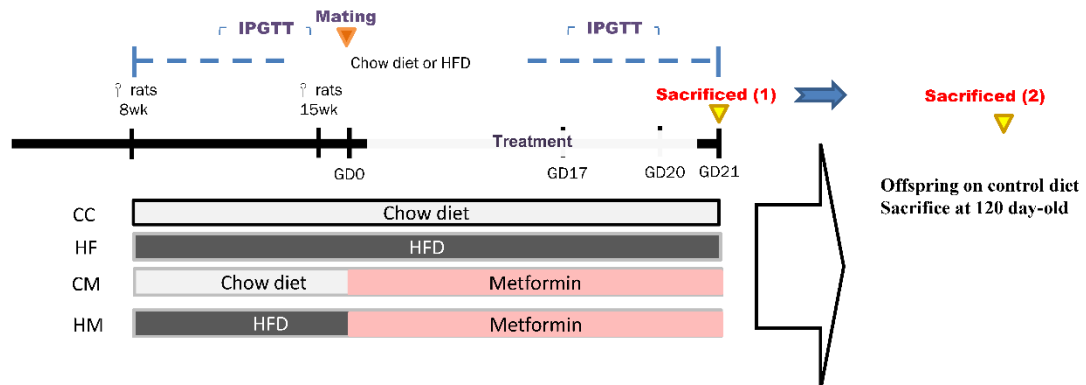 Mating
IPGTT
IPGTT
Chow diet or HFD
♀ rats
8wk
♀ rats
15wk
Sacrificed (1)
Sacrificed (2)
Treatment
GD0
GD17
GD20
GD21
Offspring on control diet
Sacrifice at 120 day-old
CC
Chow diet
HF
HFD
CM
Chow diet
Metformin
HM
HFD
Metformin